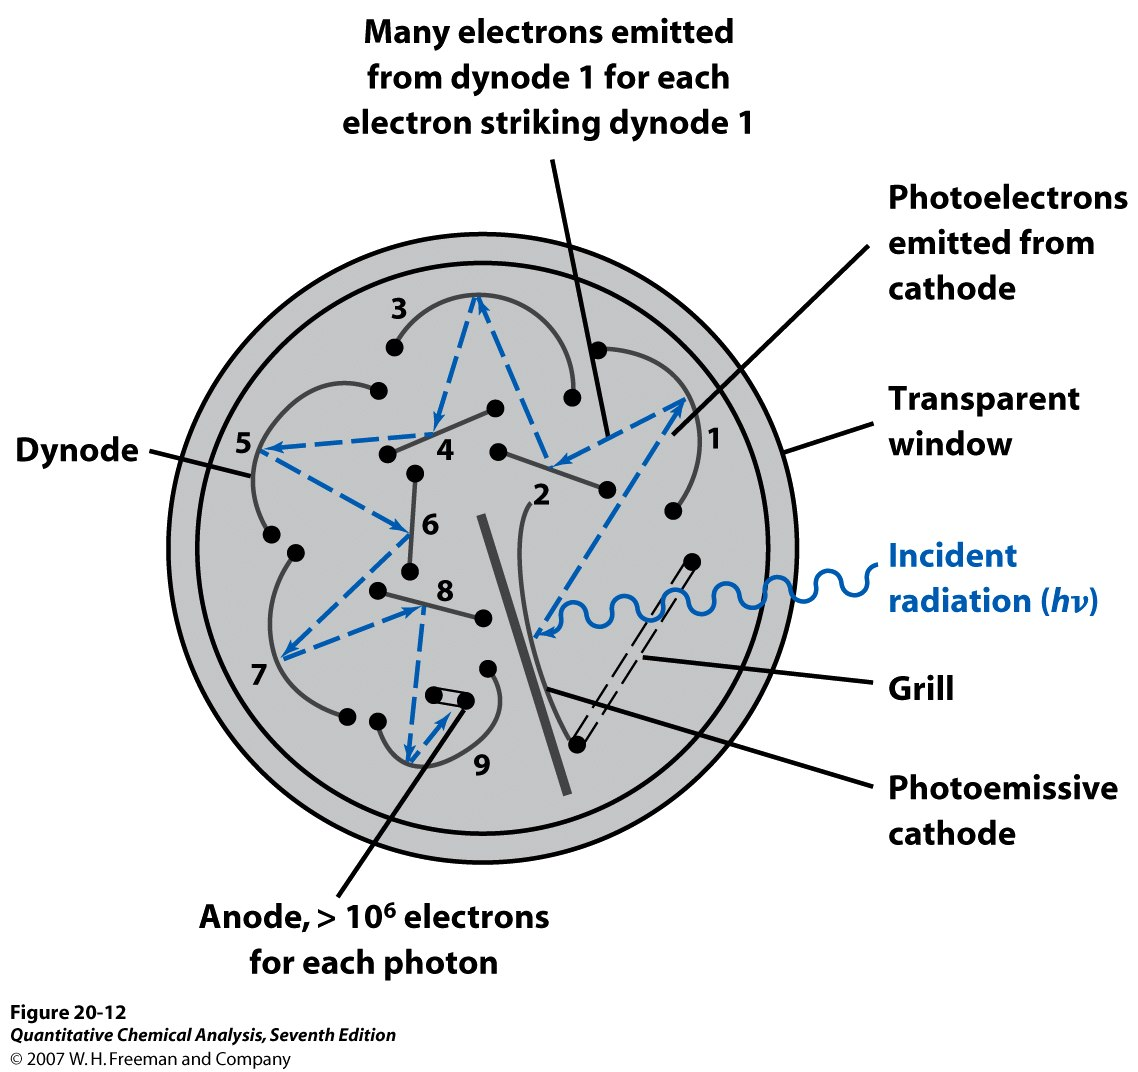 Many electrons emitted
from dynode 1 for each
electron striking dynode 1
Photoelectrons
emitted from
cathode
3
Transparent
window
1
5
Dynode
4
2
6
Incident
radiation (hν)
8
7
Grill
9
Photoemissive
cathode
Anode, > 10⁶ electrons
for each photon
Figure 20-12
Quantitative Chemical Analysis, Seventh Edition
© 2007 W. H. Freeman and Company